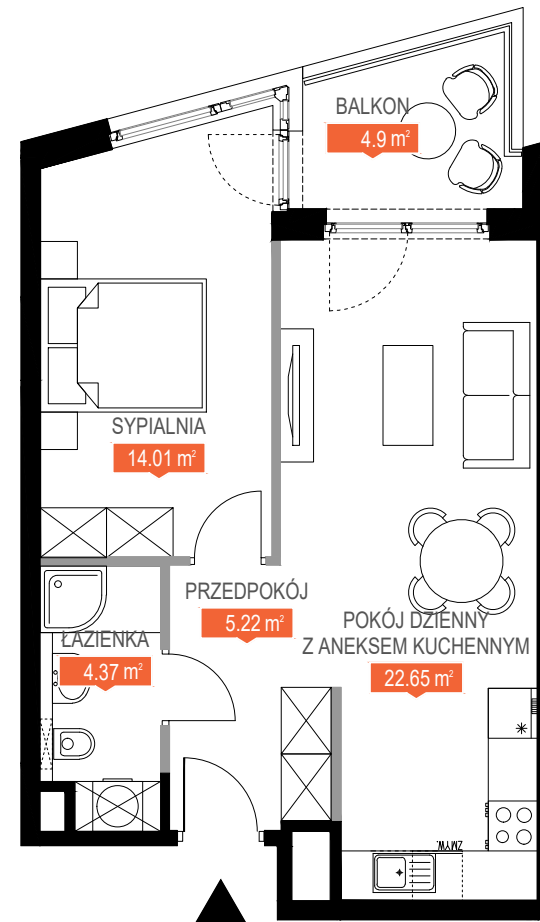 BALKON
4.9 m²
SYPIALNIA
14.01 m²
PRZEDPOKÓJ
5.22 m²
ŁAZIENKA
4.37 m²
POKÓJ DZIENNY
Z ANEKSEM KUCHENNYM
22.65 m²
ZMYW.